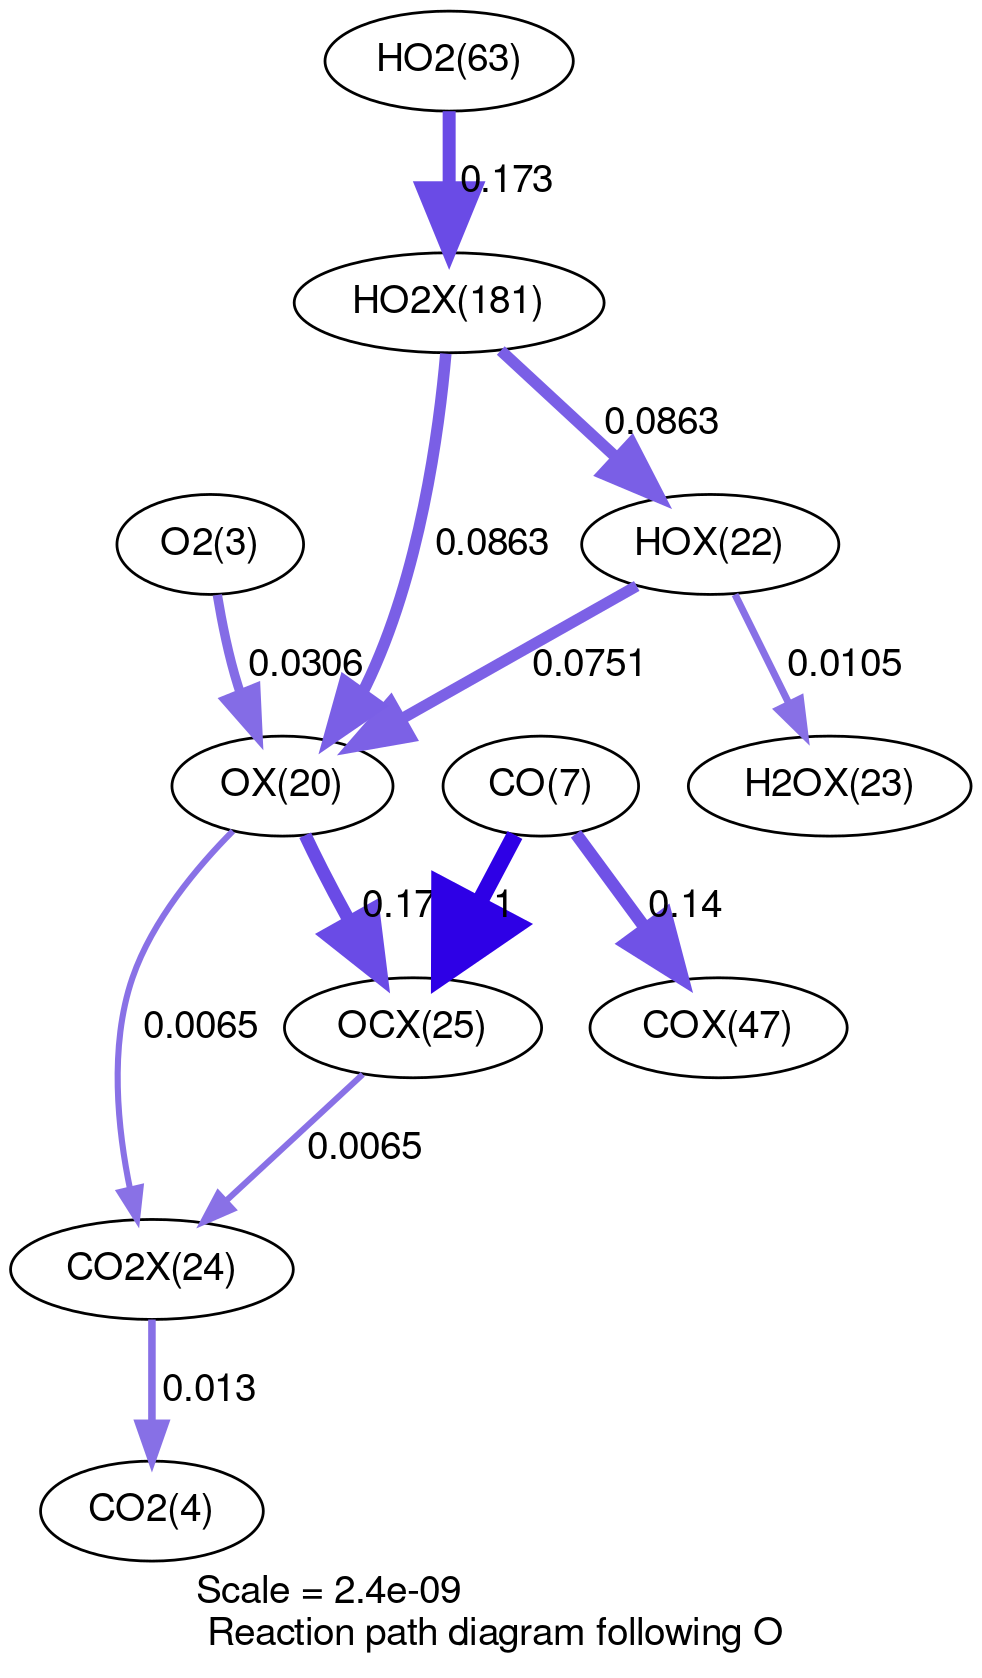 HO2(63)
0.173
HO2X(181)
0.0863
O2(3)
0.0863
HOX(22)
0.0306
0.0751
0.0105
OX(20)
CO(7)
H2OX(23)
0.17
1
0.14
0.0065
OCX(25)
COX(47)
0.0065
CO2X(24)
0.013
CO2(4)
Scale = 2.4e-09
Reaction path diagram following O